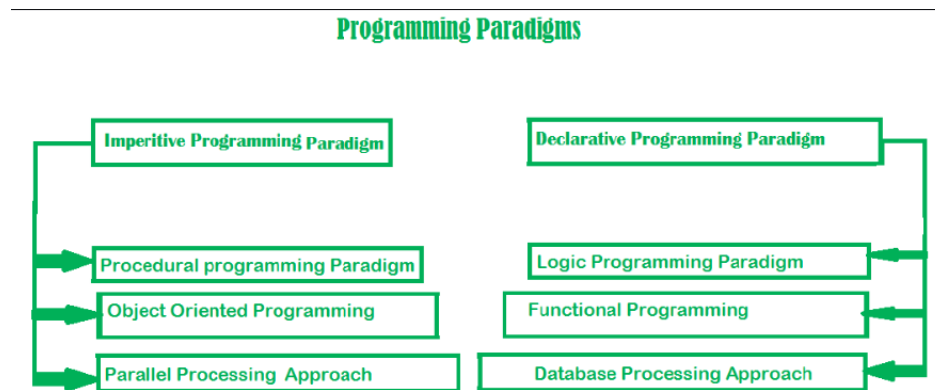 Programming Paradigms
Imperitive Programming Paradigm
Declarative Programming Paradigm
Procedural programming Paradigm
Logic Programming Paradigm
Object Oriented Programming
Functional Programming
Parallel Processing Approach
Database Processing Approach